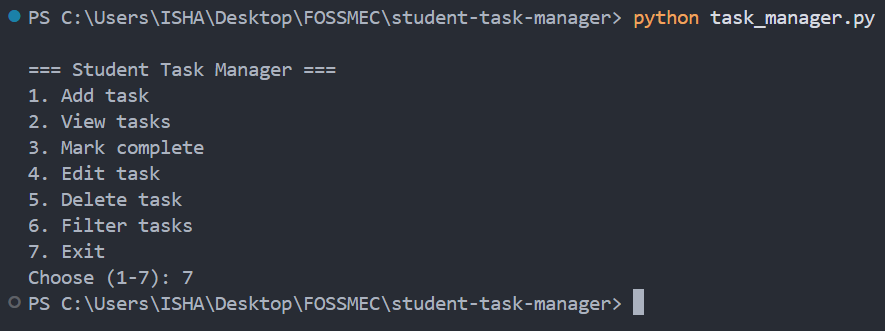 PS C:\Users\ISHA\Desktop\FOSSMEC\student-task-manager> python task_manager.py
=== Student Task Manager ===
1. Add task
2. View tasks
3. Mark complete
4. Edit task
5. Delete task
6. Filter tasks
7. Exit
Choose (1-7): 7
PS C:\Users\ISHA\Desktop\FOSSMEC\student-task-manager>